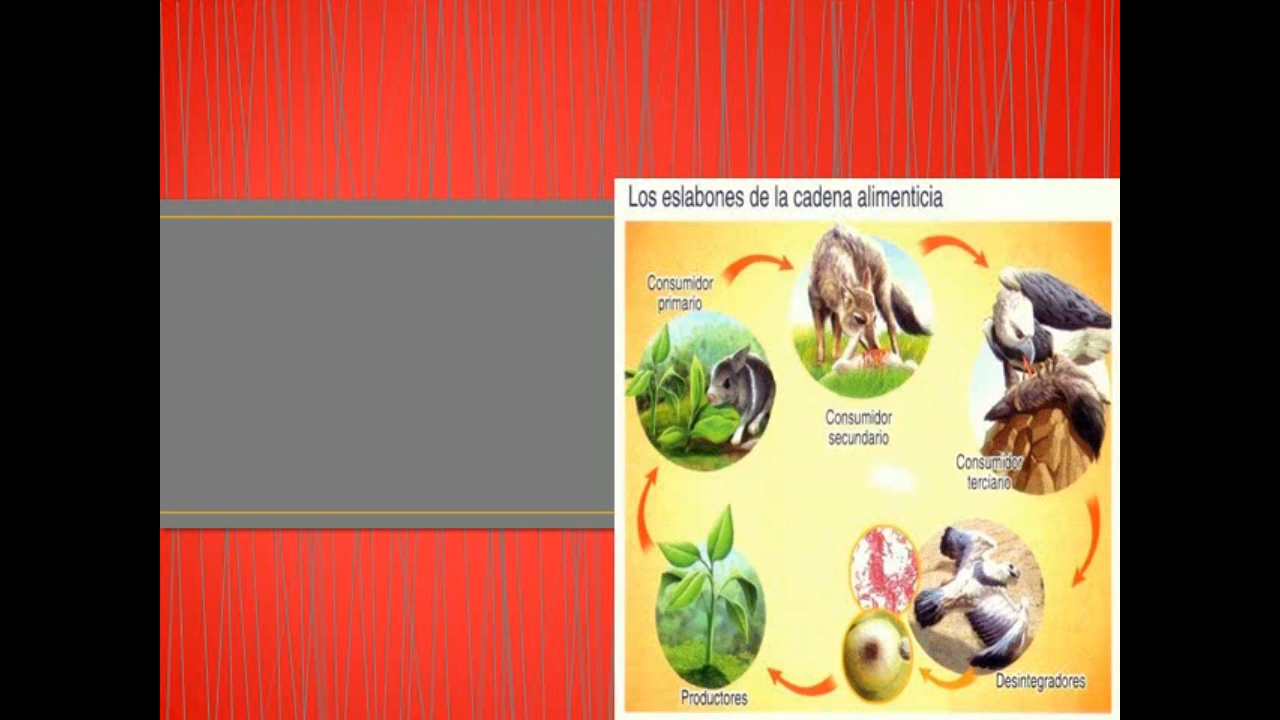 Los eslabones de la cadena alimenticia
Consumidor
primario
Consumidor
secundario
Consumidor
terciario
Desintegradores
Productores